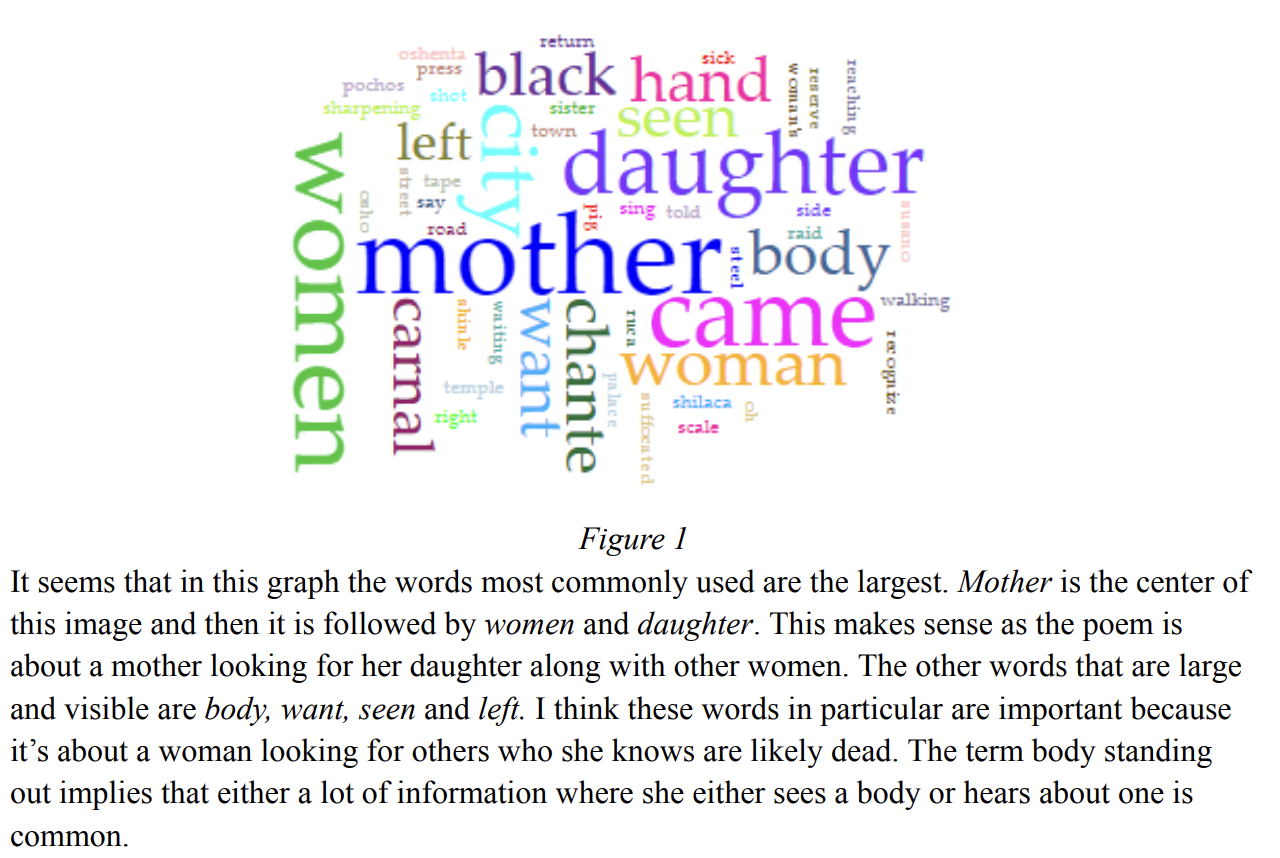 return
oshenta
press
black
hand
sick
woman's
reserve
reaching
pochos
shot
sharpening
sister
seen
left
city
town
daughter
women
street
tape
say
osho
road
pig
sing
told
side
susano
mother
steel
raid
body
carnal
shinle
waiting
want
chante
ruca
came
walking
woman
recognize
temple
right
palace
suffocated
shilaca
oh
scale
Figure 1
It seems that in this graph the words most commonly used are the largest. Mother is the center of
this image and then it is followed by women and daughter. This makes sense as the poem is
about a mother looking for her daughter along with other women. The other words that are large
and visible are body, want, seen and left. I think these words in particular are important because
it’s about a woman looking for others who she knows are likely dead. The term body standing
out implies that either a lot of information where she either sees a body or hears about one is
common.